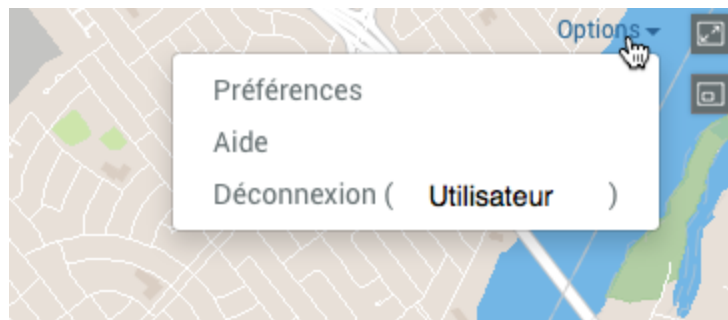 Options
Préférences
Aide
Déconnexion ( Utilisateur )